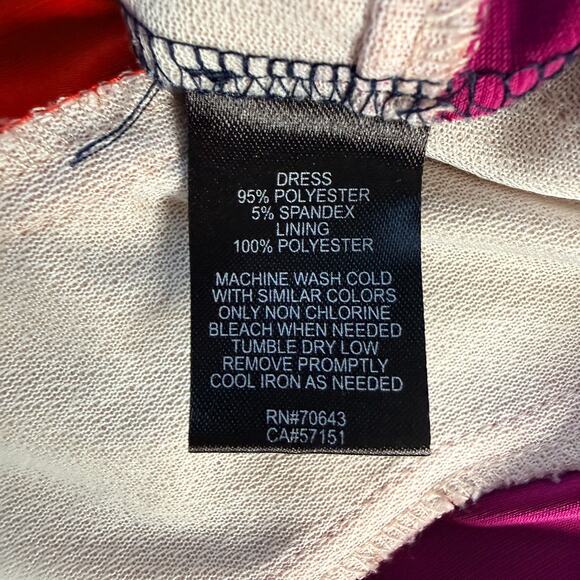 DRESS
95% POLYESTER
5% SPANDEX
LINING
100% POLYESTER
MACHINE WASH COLD
WITH SIMILAR COLORS
ONLY NON CHLORINE
BLEACH WHEN NEEDED
TUMBLE DRY LOW
REMOVE PROMPTLY
COOL IRON AS NEEDED
RN#70643
CA#57151